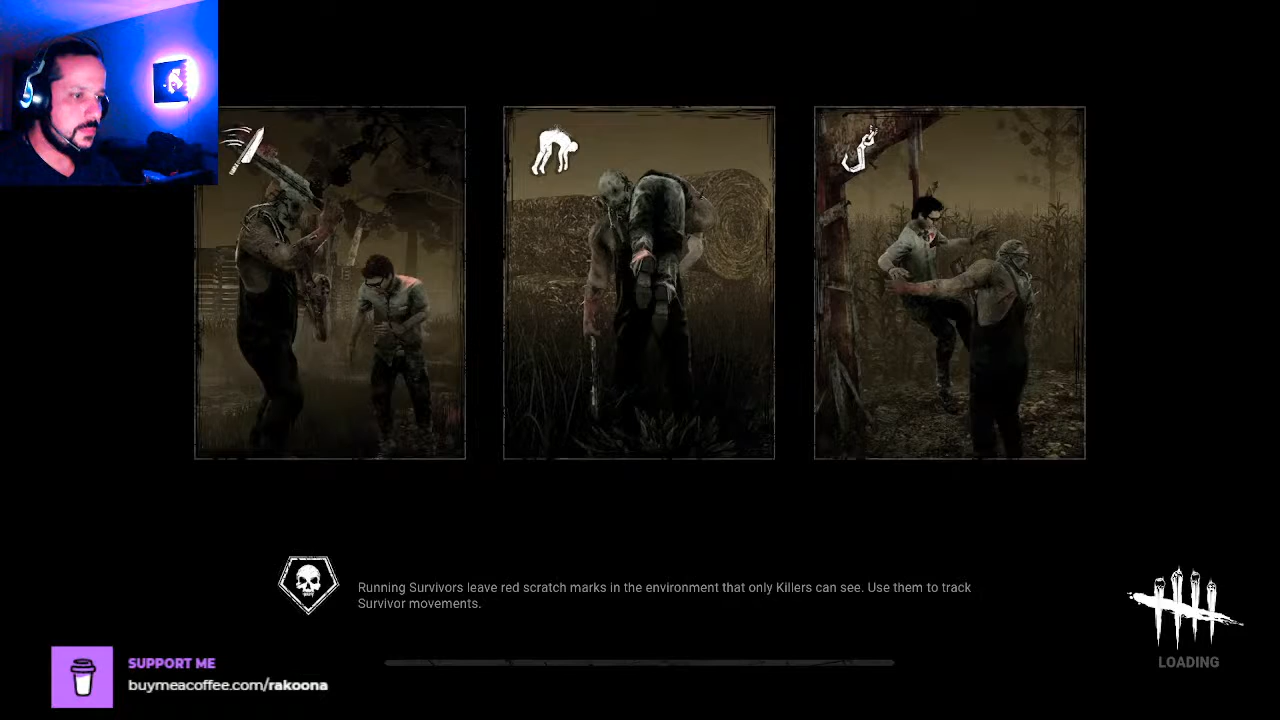 Running Survivors leave red scratch marks in the environment that only Killers can see. Use them to track
Survivor movements.
LOADING
SUPPORT ME
buymeacoffee.com/rakoona